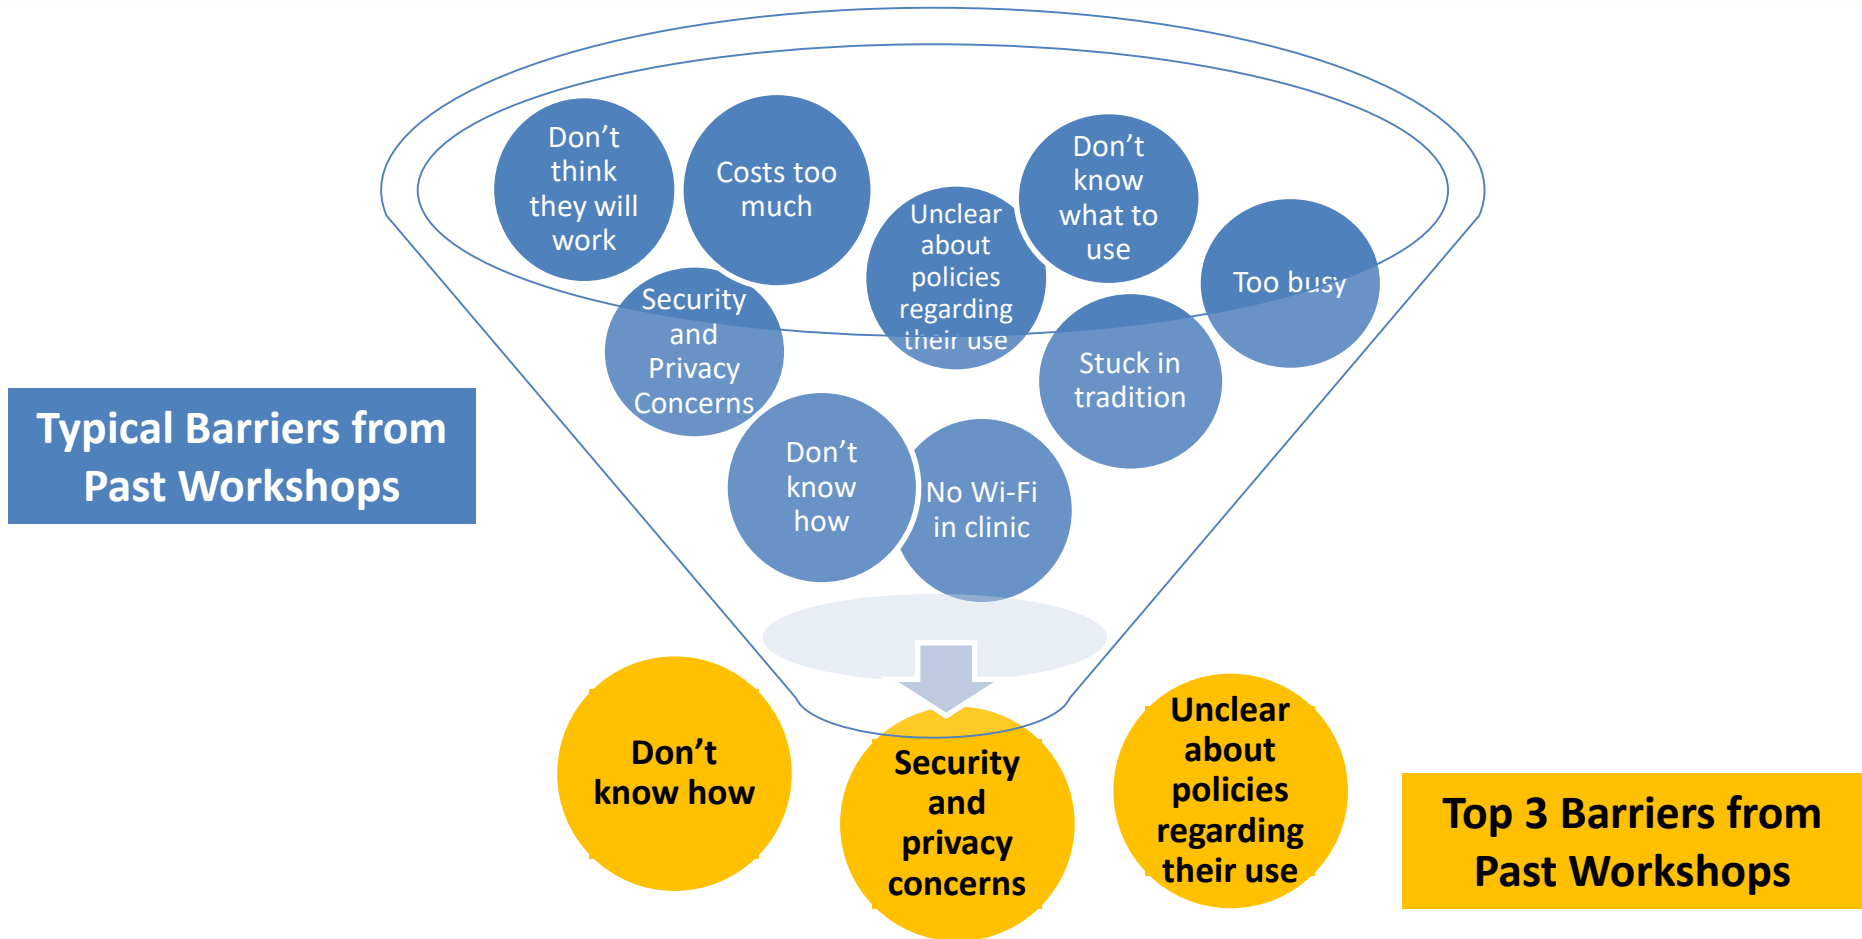 Don’t
think
they will
work
Costs too
much
Unclear
about
policies
regarding
their use
Don’t
know
what to
use
Too busy
Security
and
Privacy
Concerns
Stuck in
tradition
Don’t
know
how
No Wi-Fi
in clinic
Typical Barriers from
Past Workshops
Don’t
know how
Security
and
privacy
concerns
Unclear
about
policies
regarding
their use
Top 3 Barriers from
Past Workshops